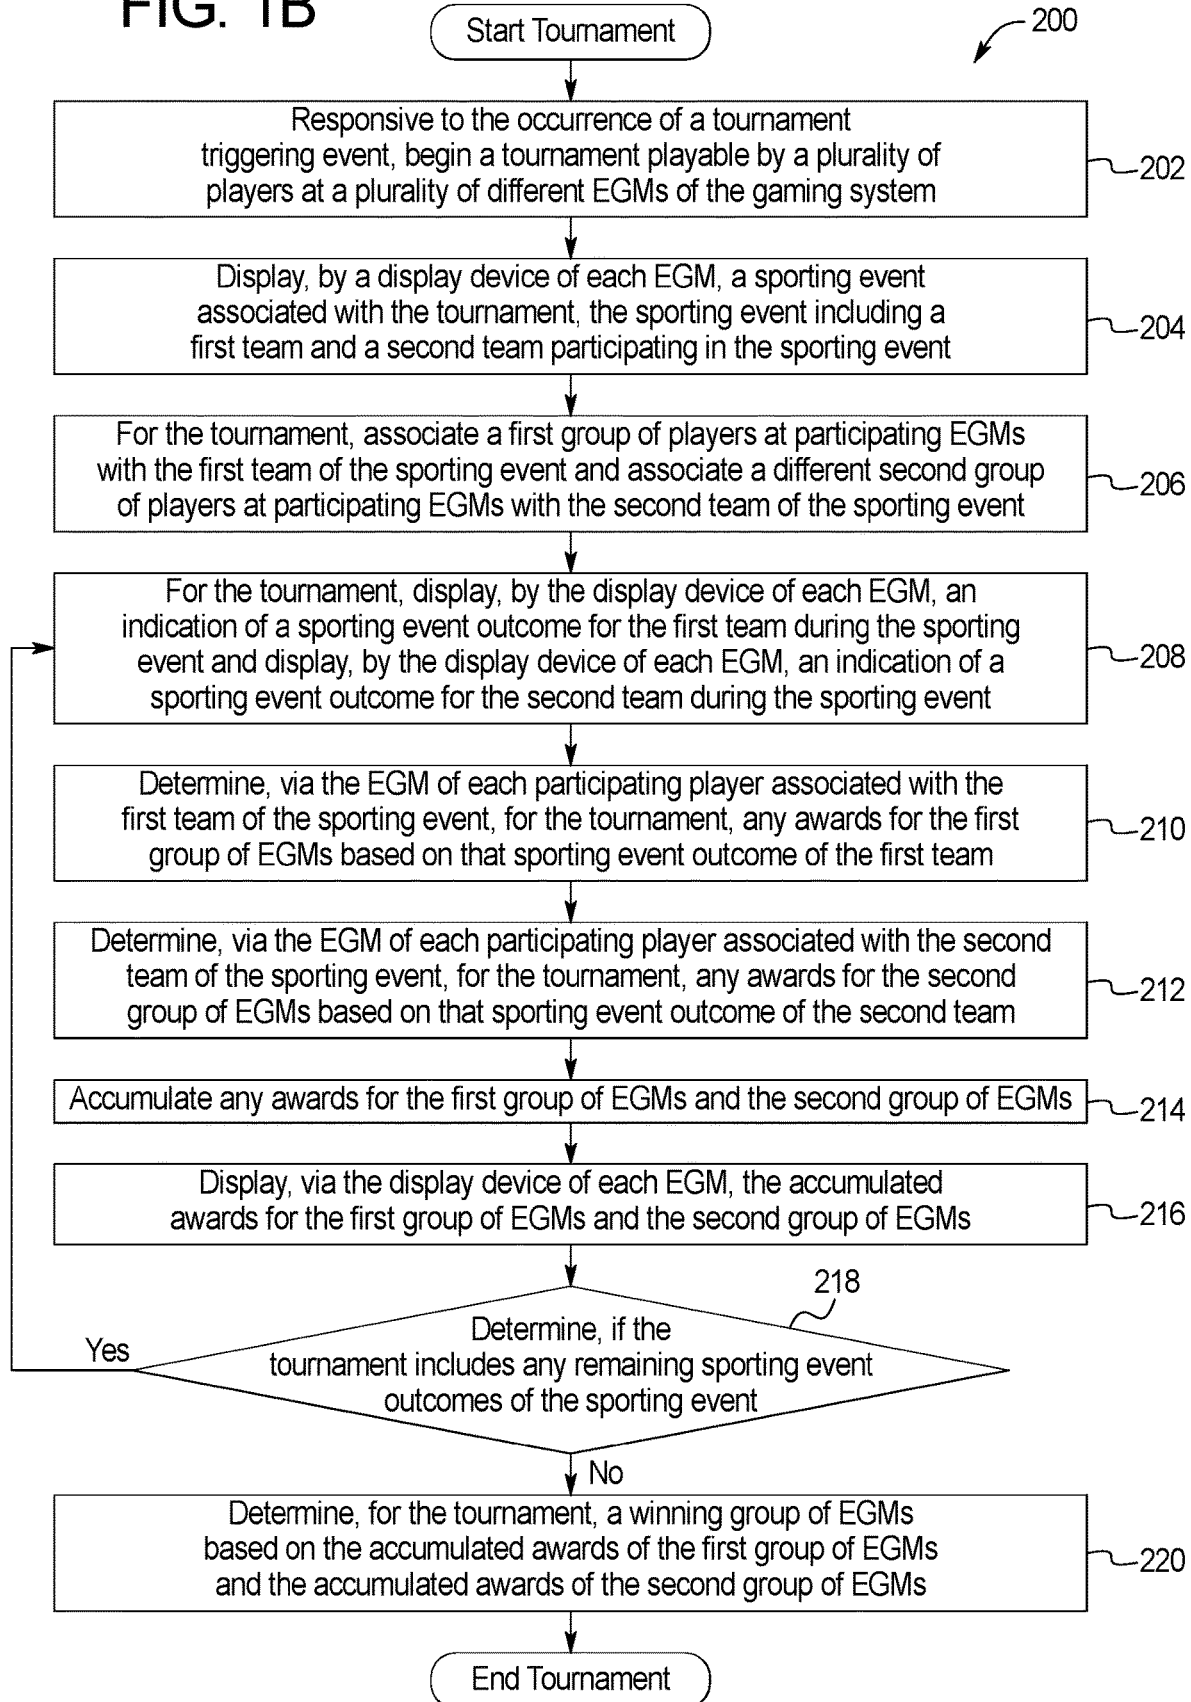 FIG. 1B
Start Tournament
200
Responsive to the occurrence of a tournament
triggering event, begin a tournament playable by a plurality of
players at a plurality of different EGMs of the gaming system
202
Display, by a display device of each EGM, a sporting event
associated with the tournament, the sporting event including a
first team and a second team participating in the sporting event
204
For the tournament, associate a first group of players at participating EGMs
with the first team of the sporting event and associate a different second group
of players at participating EGMs with the second team of the sporting event
206
For the tournament, display, by the display device of each EGM, an
indication of a sporting event outcome for the first team during the sporting
event and display, by the display device of each EGM, an indication of a
sporting event outcome for the second team during the sporting event
208
Determine, via the EGM of each participating player associated with the
first team of the sporting event, for the tournament, any awards for the first
group of EGMs based on that sporting event outcome of the first team
210
Determine, via the EGM of each participating player associated with the second
team of the sporting event, for the tournament, any awards for the second
group of EGMs based on that sporting event outcome of the second team
212
Accumulate any awards for the first group of EGMs and the second group of EGMs
214
Display, via the display device of each EGM, the accumulated
awards for the first group of EGMs and the second group of EGMs
216
218
Yes
Determine, if the
tournament includes any remaining sporting event
outcomes of the sporting event
No
Determine, for the tournament, a winning group of EGMs
based on the accumulated awards of the first group of EGMs
and the accumulated awards of the second group of EGMs
220
End Tournament